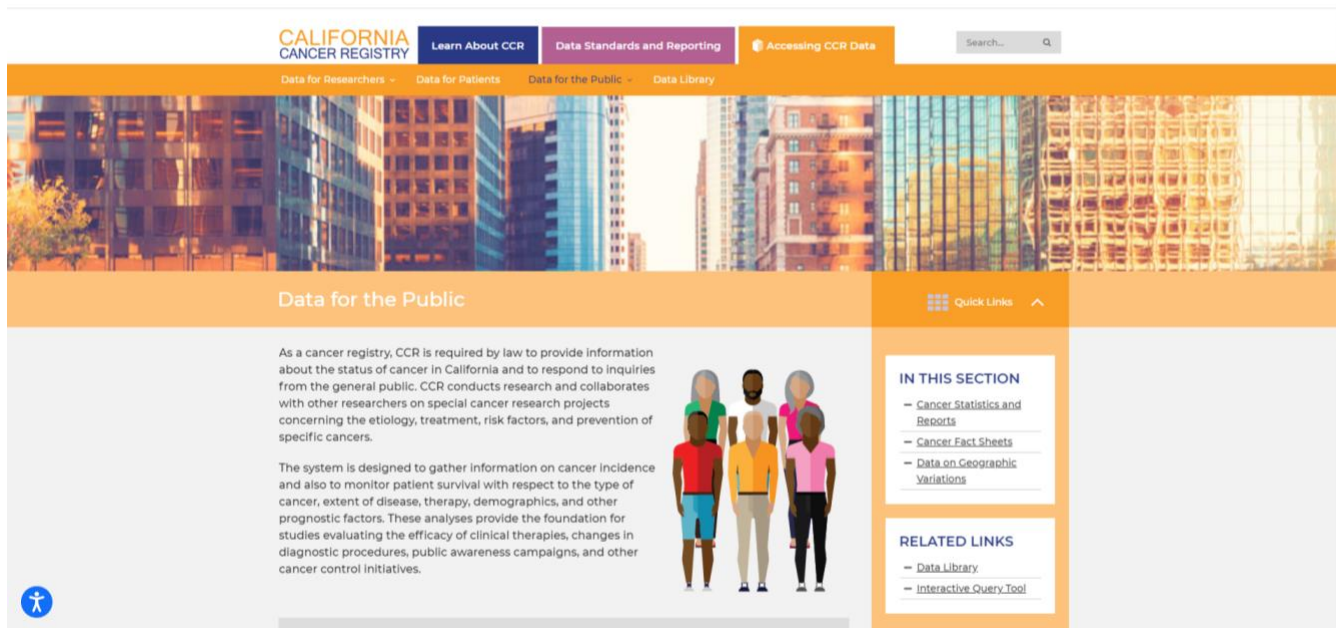 CALIFORNIA
CANCER REGISTRY
Learn About CCR
Data Standards and Reporting
Accessing CCR Data
Search...
Data for Researchers
Data for Patients
Data for the Public
Data Library
Data for the Public
Quick Links
As a cancer registry, CCR is required by law to provide information
about the status of cancer in California and to respond to inquiries
from the general public. CCR conducts research and collaborates
with other researchers on special cancer research projects
concerning the etiology, treatment, risk factors, and prevention of
specific cancers.
The system is designed to gather information on cancer incidence
and also to monitor patient survival with respect to the type of
cancer, extent of disease, therapy, demographics, and other
prognostic factors. These analyses provide the foundation for
studies evaluating the efficacy of clinical therapies, changes in
diagnostic procedures, public awareness campaigns, and other
cancer control initiatives.
IN THIS SECTION
– Cancer Statistics and
Reports
– Cancer Fact Sheets
– Data on Geographic
Variations
RELATED LINKS
– Data Library
– Interactive Query Tool